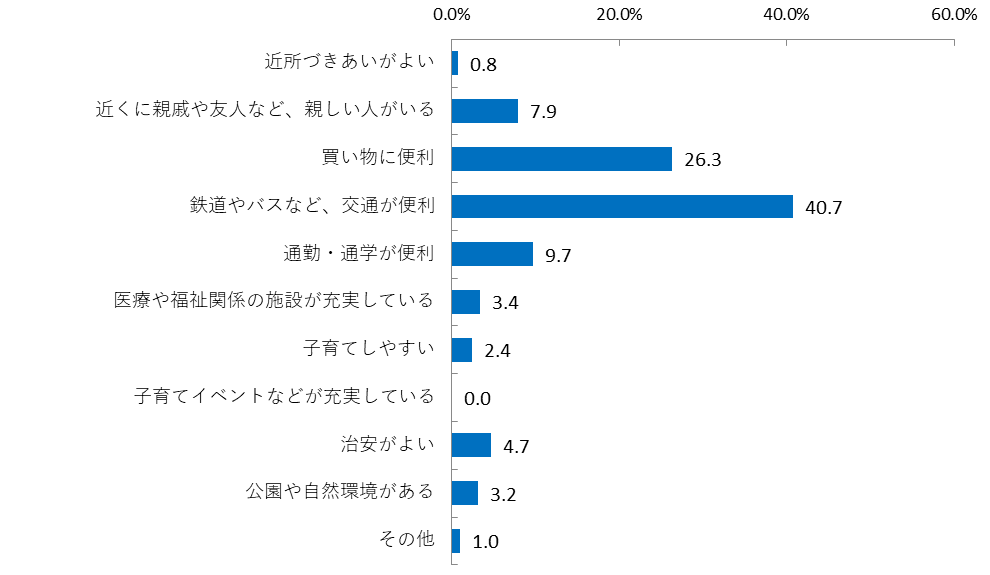 0.0% 20.0% 40.0% 60.0%
近所づきあいがよい 0.8
近くに親戚や友人など、親しい人がいる 7.9
買い物に便利 26.3
鉄道やバスなど、交通が便利 40.7
通勤・通学が便利 9.7
医療や福祉関係の施設が充実している 3.4
子育てしやすい 2.4
子育てイベントなどが充実している 0.0
治安がよい 4.7
公園や自然環境がある 3.2
その他 1.0